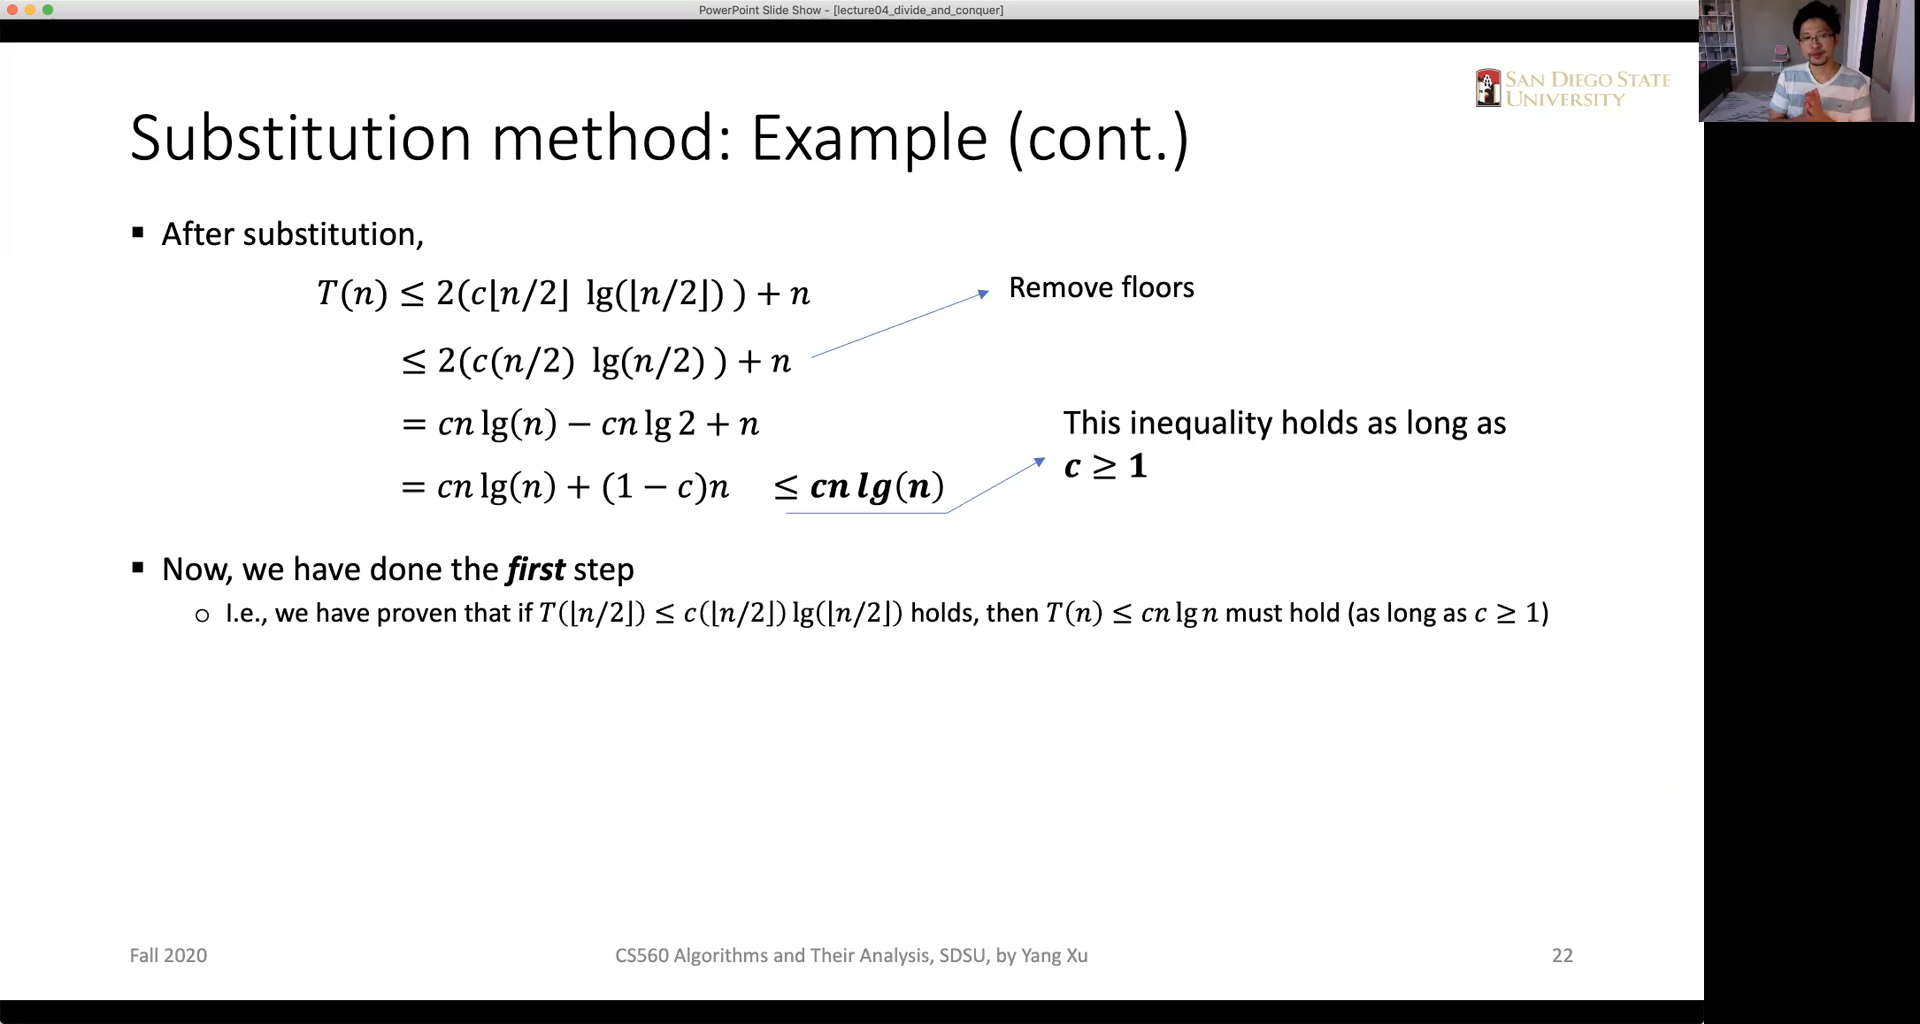 PowerPoint Slide Show - [lecture04_divide_and_conquer]
SAN DIEGO STATE
UNIVERSITY
Substitution method: Example (cont.)
▪ After substitution,
T(n) ≤ 2(c⌊n/2⌋ lg(⌊n/2⌋) ) + n
Remove floors
≤ 2(c(n/2) lg(n/2) ) + n
= cn lg(n) − cn lg 2 + n
This inequality holds as long as
c ≥ 1
= cn lg(n) + (1 − c)n ≤ cn lg(n)
▪ Now, we have done the first step
○ I.e., we have proven that if T(⌊n/2⌋) ≤ c(⌊n/2⌋) lg(⌊n/2⌋) holds, then T(n) ≤ cn lg n must hold (as long as c ≥ 1)
Fall 2020
CS560 Algorithms and Their Analysis, SDSU, by Yang Xu
22